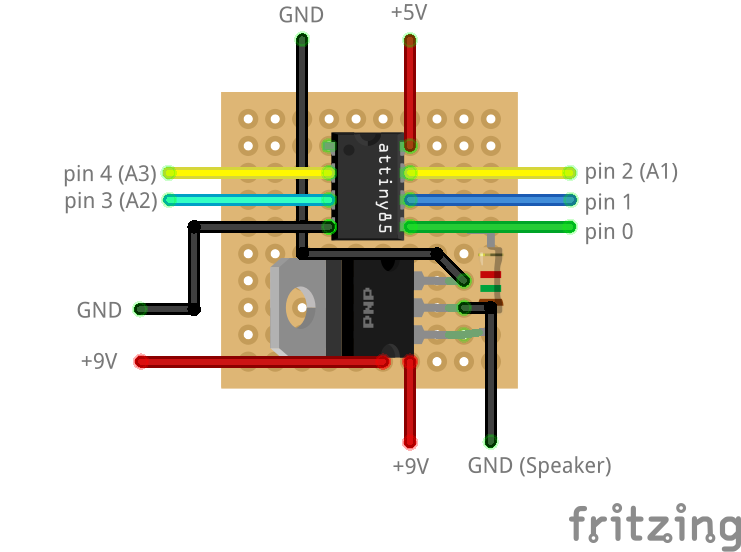 GND
+5V
attiny85
pin 4 (A3)
pin 2 (A1)
pin 3 (A2)
pin 1
pin 0
PNP
GND
+9V
+9V
GND (Speaker)
fritzing